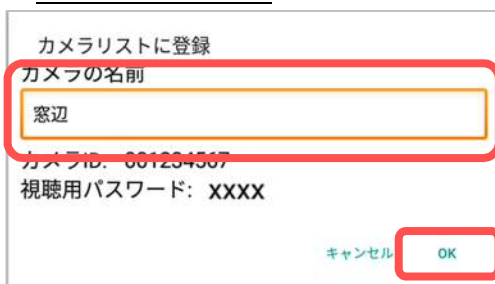 カメラリストに登録
カメラの名前
窓辺
カメラID: 001234567
視聴用パスワード: XXXX
キャンセル
OK